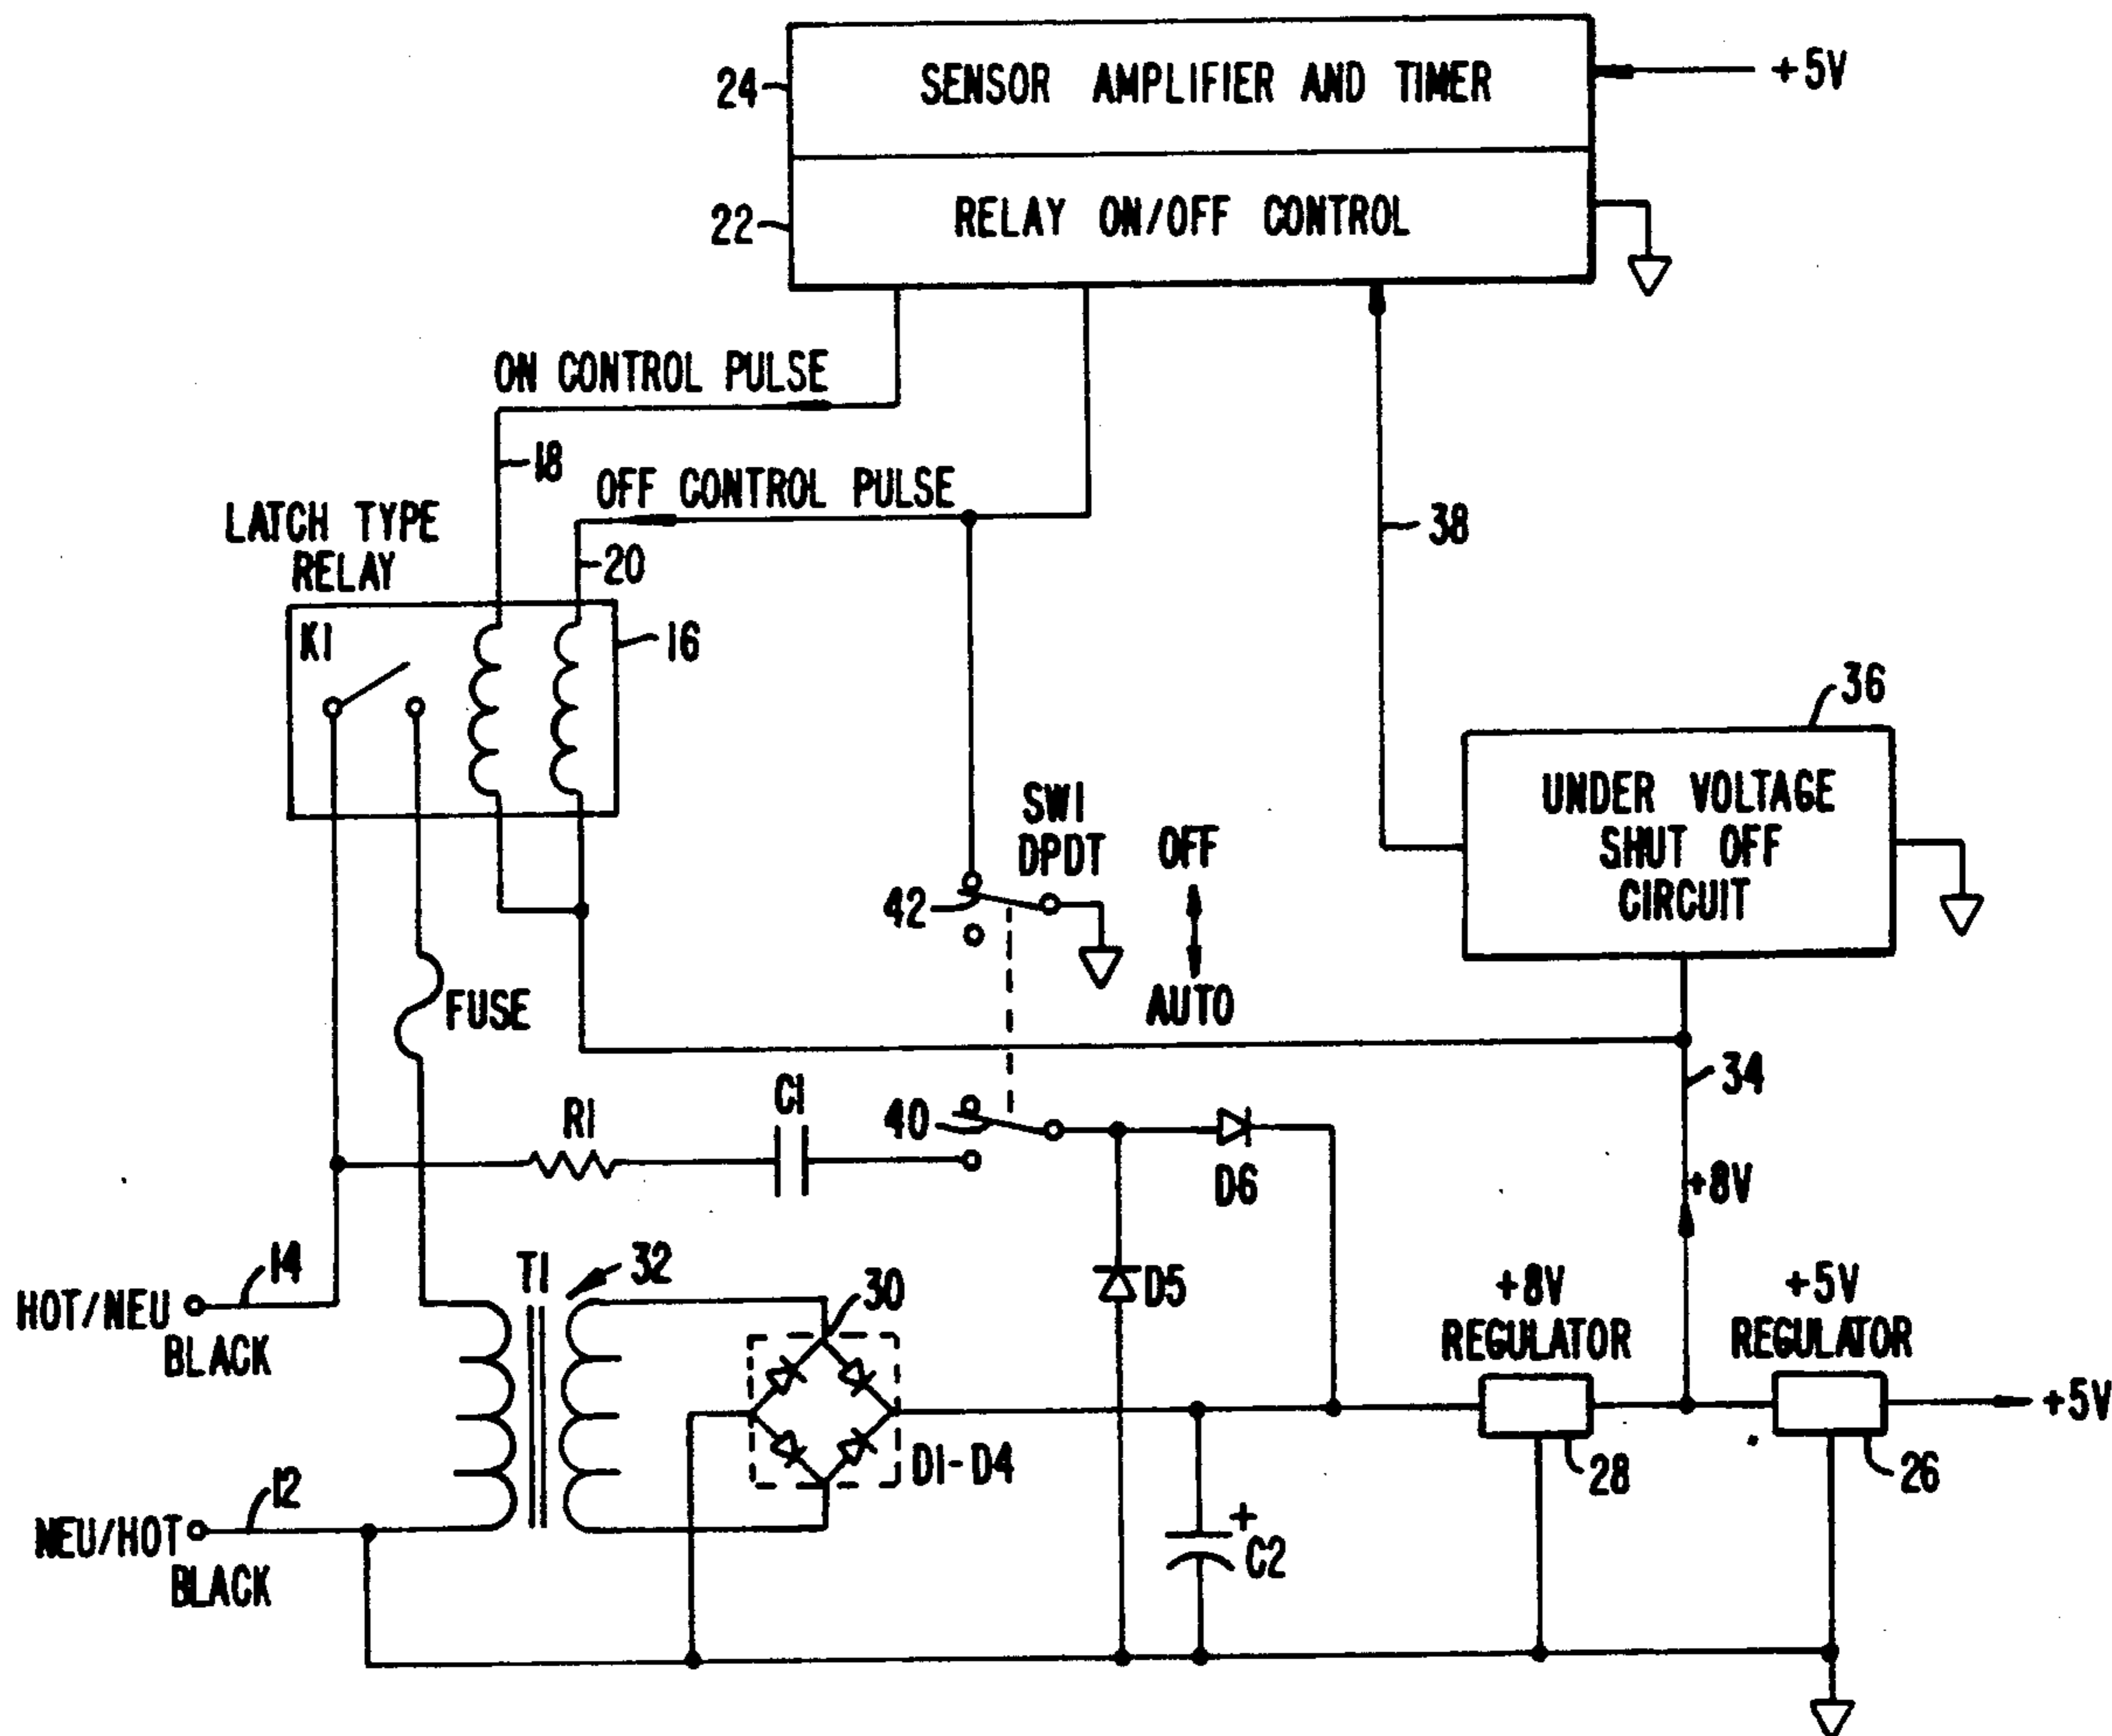 24
SENSOR AMPLIFIER AND TIMER
+5V
22
RELAY ON/OFF CONTROL
ON CONTROL PULSE
18
OFF CONTROL PULSE
LATCH TYPE
RELAY
20
38
K1
16
36
UNDER VOLTAGE
SHUT OFF
CIRCUIT
SW1
DPDT
OFF
42
AUTO
FUSE
34
C1
R1
40
D6
+8V
14
T1
32
HOT/NEU
BLACK
30
D5
+8V
REGULATOR
+5V
REGULATOR
+5V
D1-D4
28
26
12
NEU/HOT
BLACK
+
C2